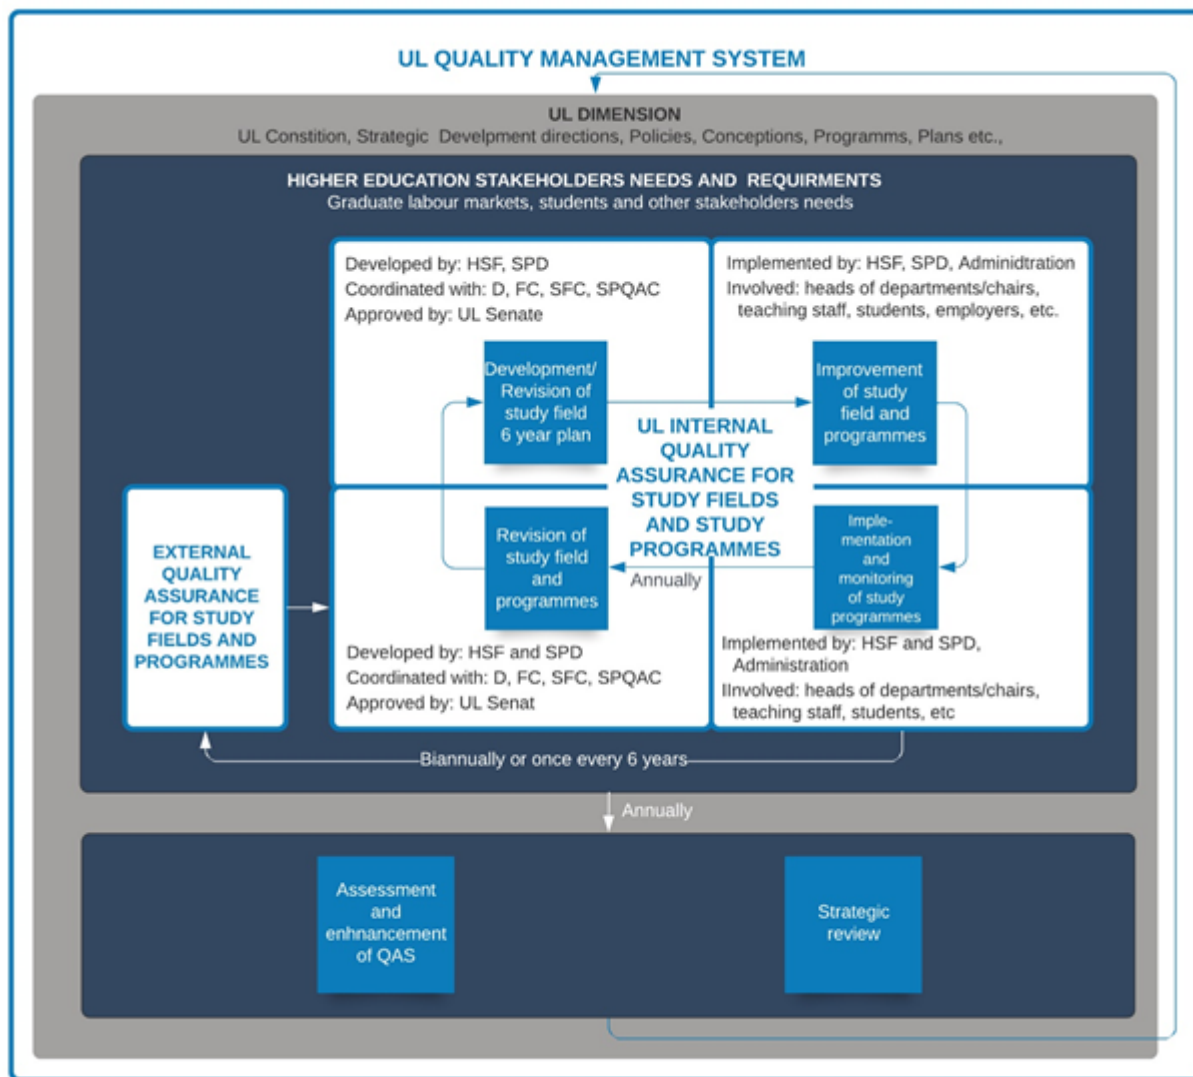 UL QUALITY MANAGEMENT SYSTEM
UL DIMENSION
UL Constition, Strategic Develpment directions, Policies, Conceptions, Programms, Plans etc.,
HIGHER EDUCATION STAKEHOLDERS NEEDS AND REQUIRMENTS
Graduate labour markets, students and other stakeholders needs
Developed by: HSF, SPD
Coordinated with: D, FC, SFC, SPQAC
Approved by: UL Senate
Implemented by: HSF, SPD, Adminidtration
Involved: heads of departments/chairs,
teaching staff, students, employers, etc.
Development/
Revision of
study field
6 year plan
Improvement
of study
field and
programmes
UL INTERNAL
QUALITY
ASSURANCE FOR
STUDY FIELDS
AND STUDY
PROGRAMMES
EXTERNAL
QUALITY
ASSURANCE
FOR STUDY
FIELDS AND
PROGRAMMES
Revision of
study field
and
programmes
Annually
Imple-
mentation
and
monitoring
of study
programmes
Developed by: HSF and SPD
Coordinated with: D, FC, SFC, SPQAC
Approved by: UL Senat
Implemented by: HSF and SPD,
Administration
IInvolved: heads of departments/chairs,
teaching staff, students, etc
Biannually or once every 6 years
Annually
Assessment
and
enhnancement
of QAS
Strategic
review